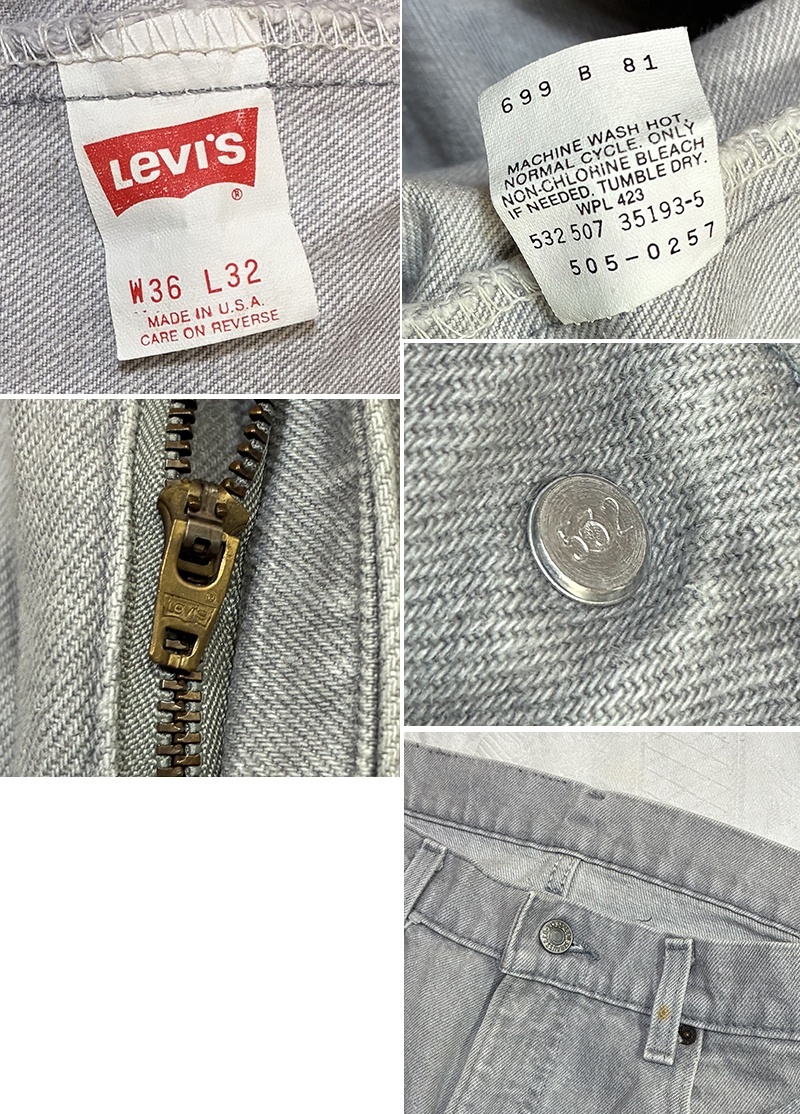 LEVI'S
®
W36 L32
MADE IN U.S.A.
CARE ON REVERSE
699 B 81
MACHINE WASH HOT,
NORMAL CYCLE. ONLY
NON-CHLORINE BLEACH
IF NEEDED. TUMBLE DRY.
WPL 423
532 507 35193-5
505-0257
Levi's
®
552